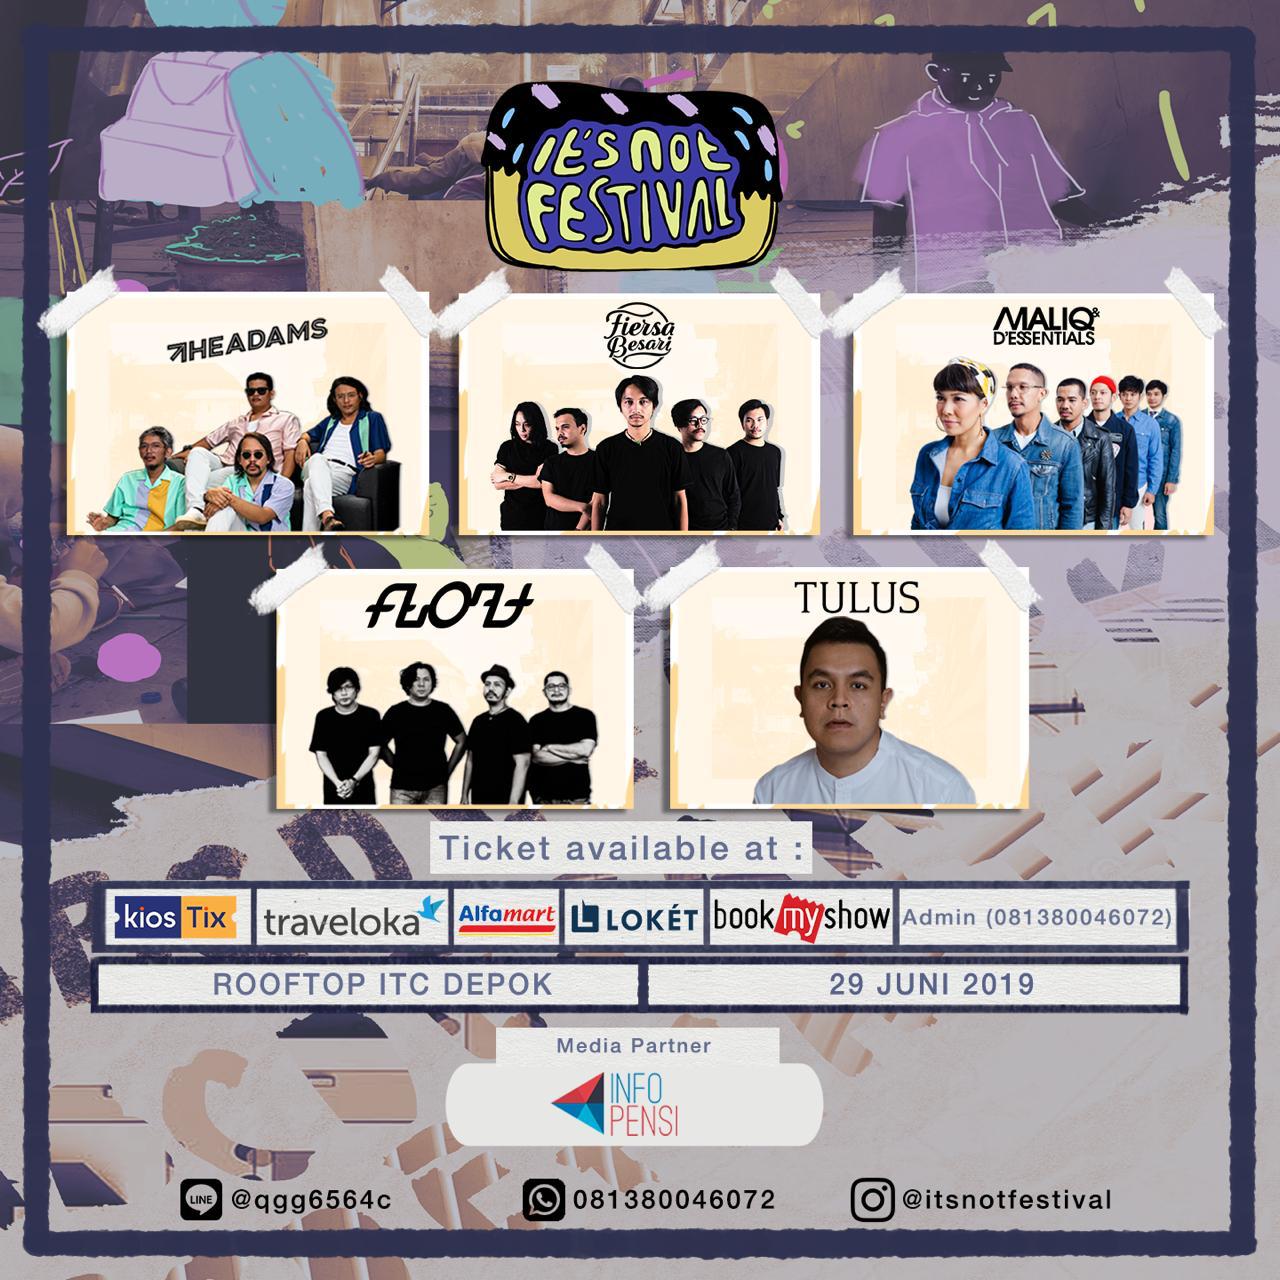 It's not
FESTIVAL
THEADAMS
Fiersa
Besari
MALIQ&
D'ESSENTIALS
FLOAT
TULUS
Ticket available at :
kiosTix traveloka Alfamart LOKÉT bookmyshow Admin (081380046072)
ROOFTOP ITC DEPOK 29 JUNI 2019
Media Partner
INFO
PENSI
LINE @qgg6564c 081380046072 @itsnotfestival